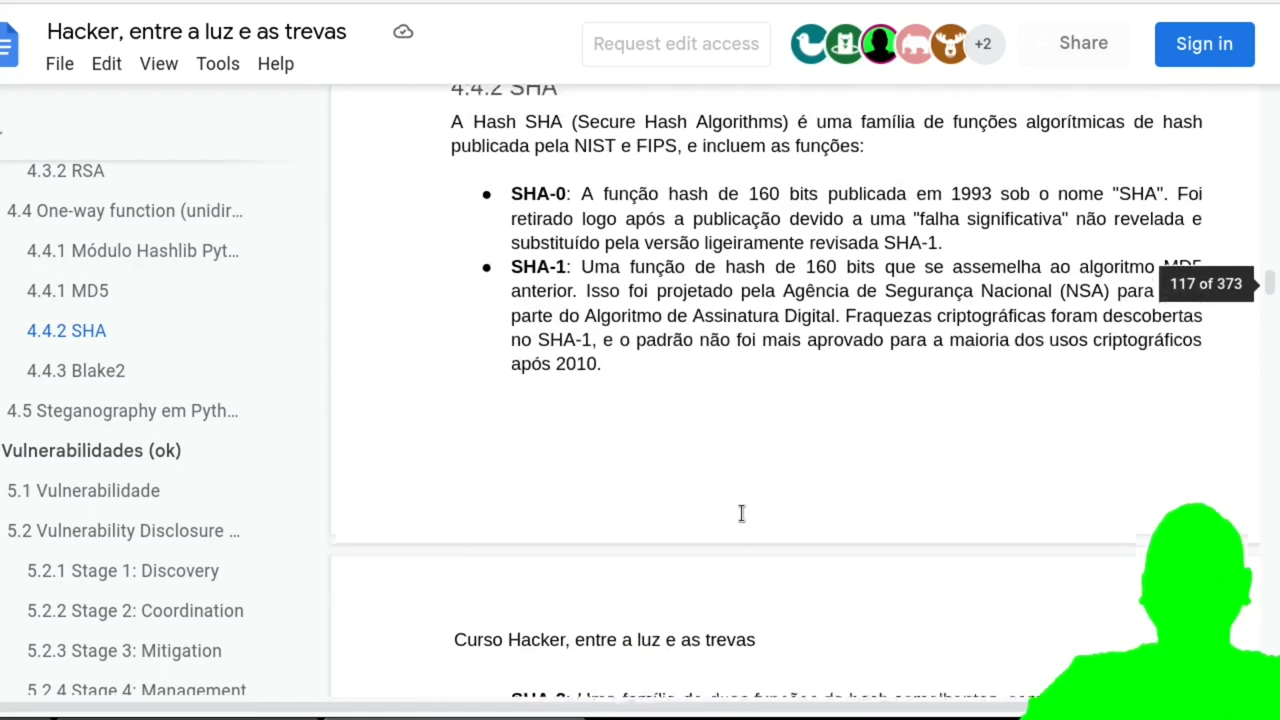 Hacker, entre a luz e as trevas
File Edit View Tools Help
Request edit access
+2
Share
Sign in
4.3.2 RSA
4.4 One-way function (unidir...
4.4.1 Módulo Hashlib Pyt...
4.4.1 MD5
4.4.2 SHA
4.4.3 Blake2
4.5 Steganography em Pyth...
Vulnerabilidades (ok)
5.1 Vulnerabilidade
5.2 Vulnerability Disclosure ...
5.2.1 Stage 1: Discovery
5.2.2 Stage 2: Coordination
5.2.3 Stage 3: Mitigation
5.2.4 Stage 4: Management
4.4.2 SHA
A Hash SHA (Secure Hash Algorithms) é uma família de funções algorítmicas de hash
publicada pela NIST e FIPS, e incluem as funções:
● SHA-0: A função hash de 160 bits publicada em 1993 sob o nome "SHA". Foi
retirado logo após a publicação devido a uma "falha significativa" não revelada e
substituído pela versão ligeiramente revisada SHA-1.
● SHA-1: Uma função de hash de 160 bits que se assemelha ao algoritmo MD5
anterior. Isso foi projetado pela Agência de Segurança Nacional (NSA) para
parte do Algoritmo de Assinatura Digital. Fraquezas criptográficas foram descobertas
no SHA-1, e o padrão não foi mais aprovado para a maioria dos usos criptográficos
após 2010.
117 of 373
Curso Hacker, entre a luz e as trevas